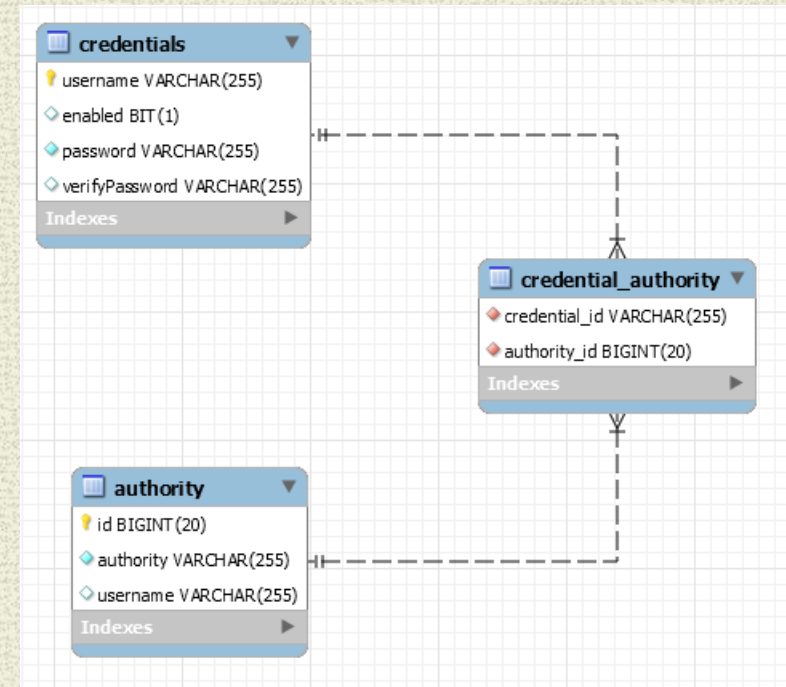 credentials
username VARCHAR(255)
enabled BIT(1)
password VARCHAR(255)
verifyPassword VARCHAR(255)
Indexes
credential_authority
credential_id VARCHAR(255)
authority_id BIGINT(20)
Indexes
authority
id BIGINT(20)
authority VARCHAR(255)
username VARCHAR(255)
Indexes